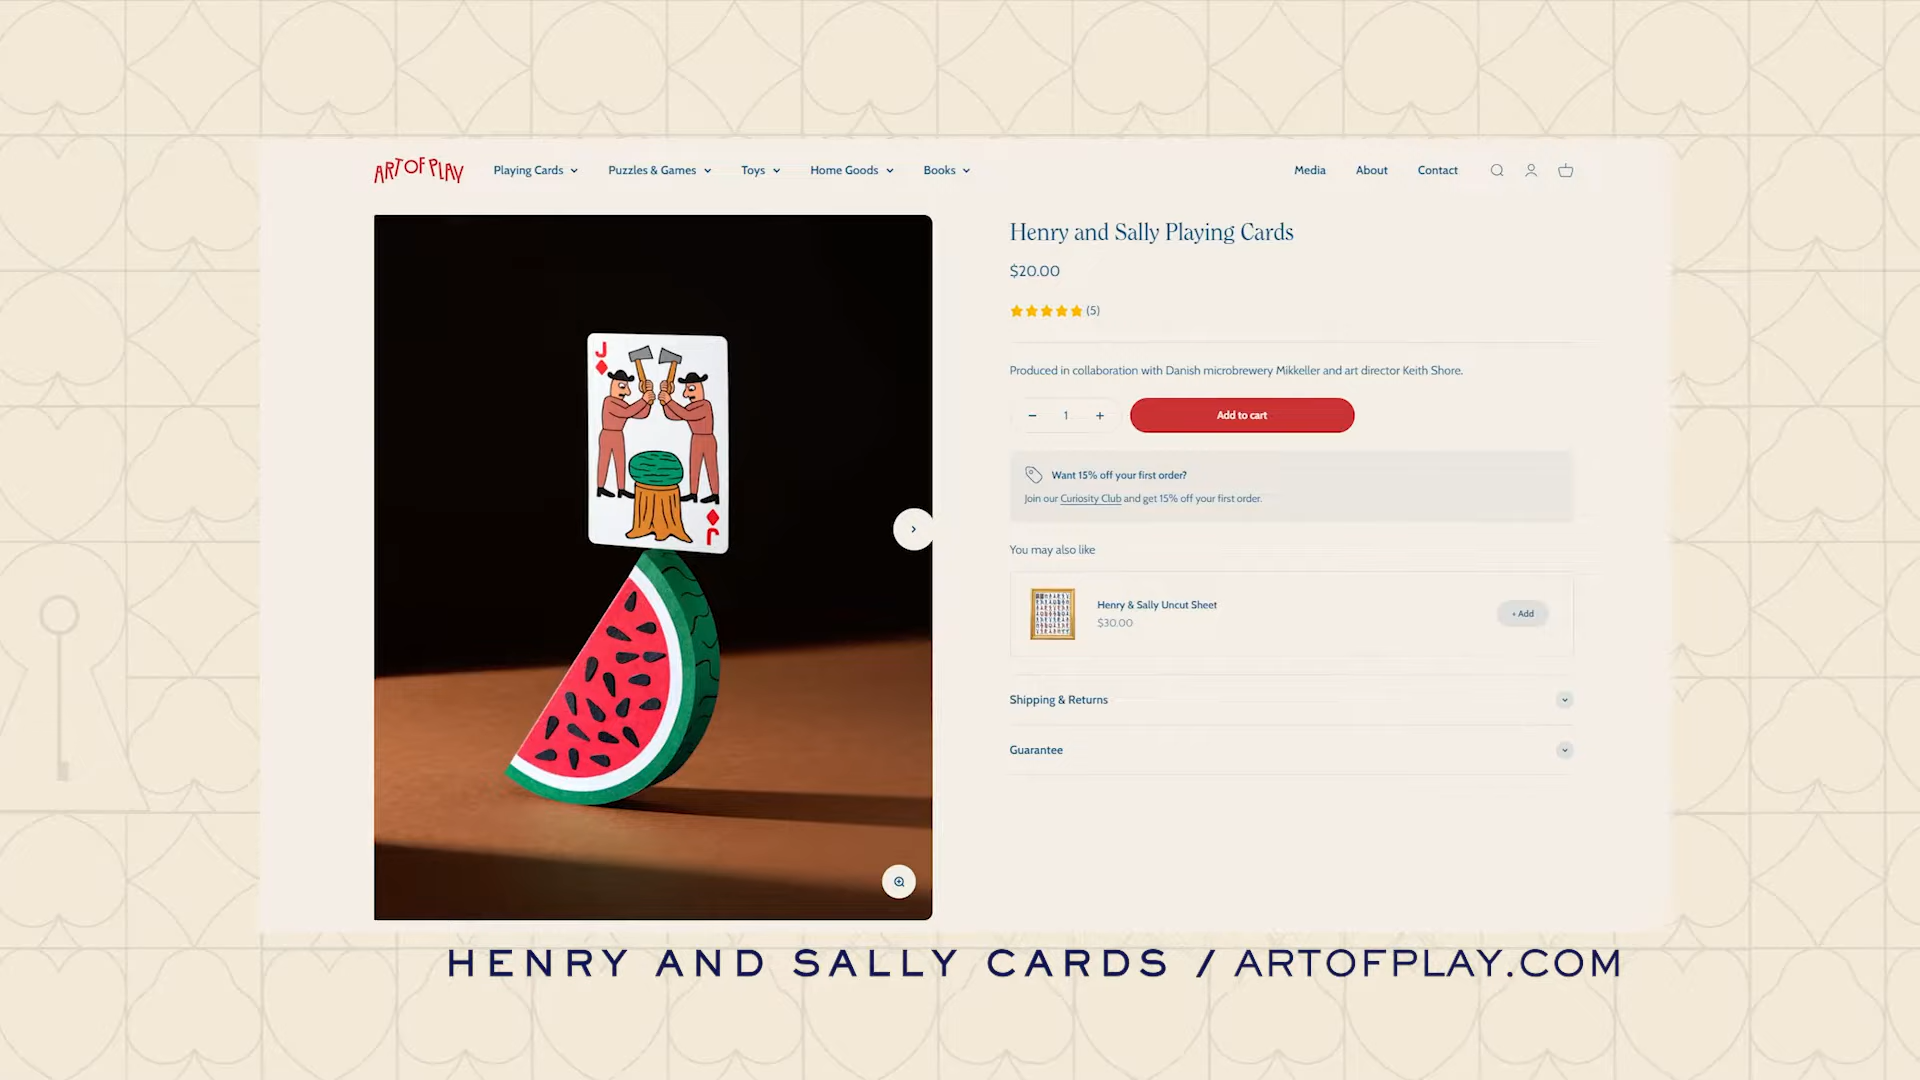 ART OF PLAY
Playing Cards
Puzzles & Games
Toys
Home Goods
Books
Media
About
Contact
J
J
Henry and Sally Playing Cards
$20.00
(5)
Produced in collaboration with Danish microbrewery Mikkeller and art director Keith Shore.
1
Add to cart
Want 15% off your first order?
Join our Curiosity Club and get 15% off your first order.
You may also like
Henry & Sally Uncut Sheet
$30.00
+ Add
Shipping & Returns
Guarantee
HENRY AND SALLY CARDS / ARTOFPLAY.COM